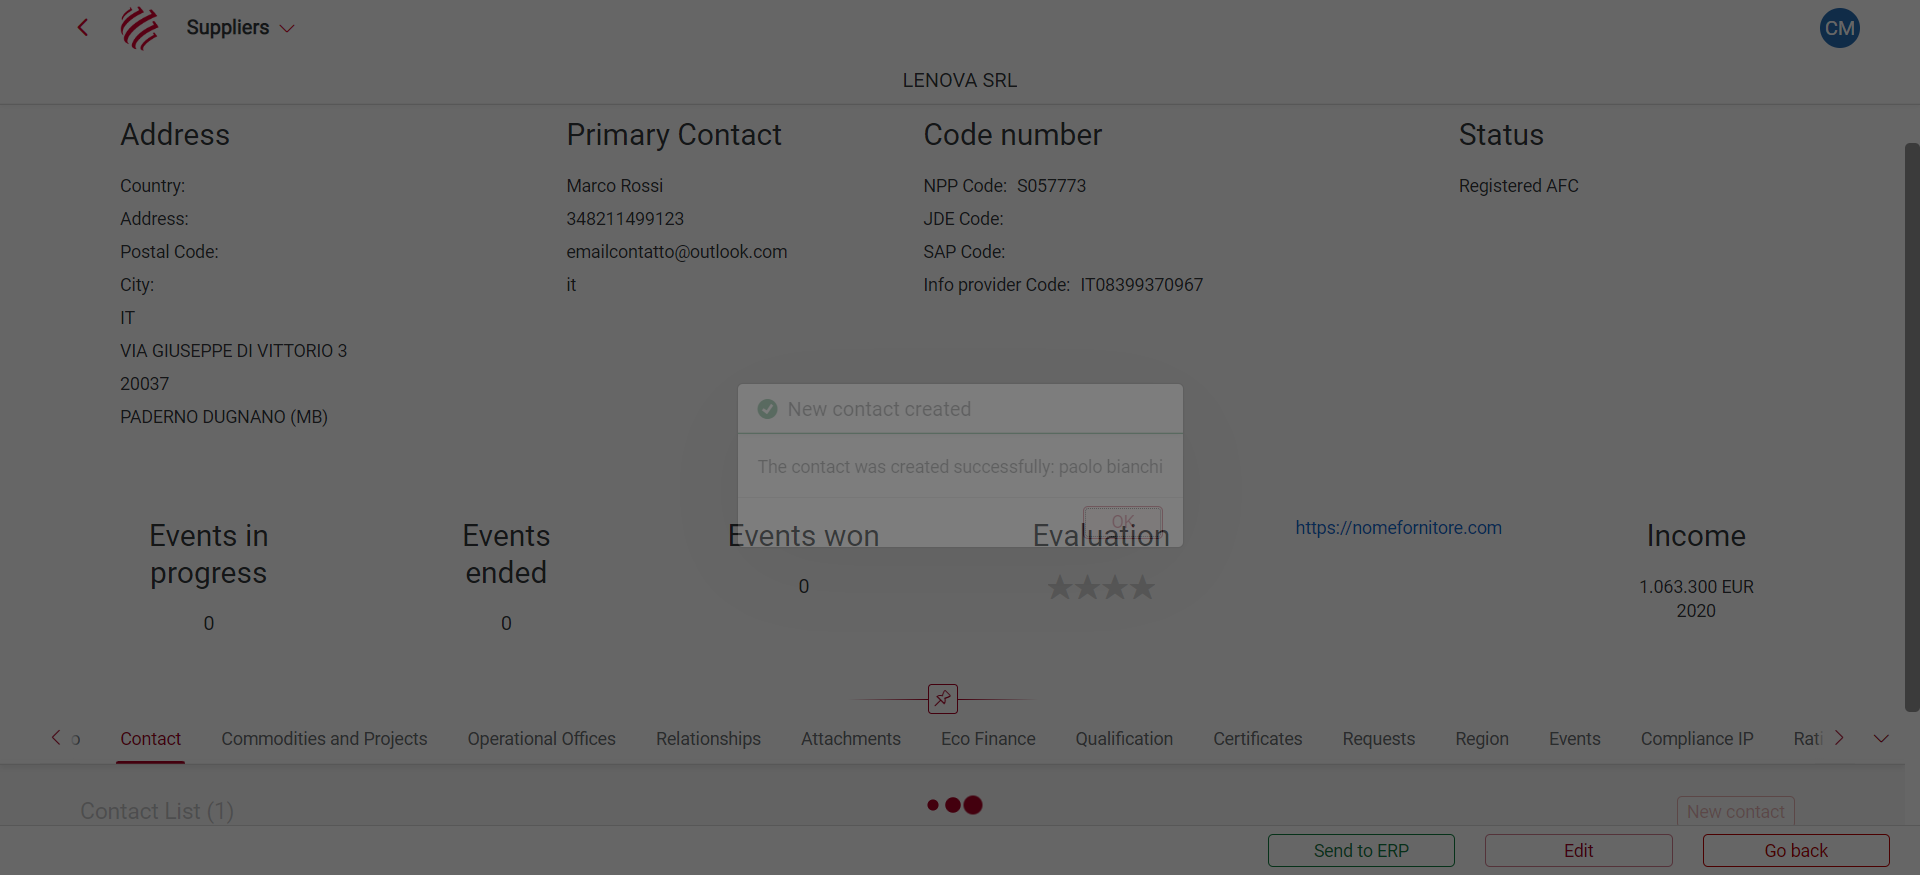 Suppliers
CM
LENOVA SRL
Address
Country:
Address:
Postal Code:
City:
IT
VIA GIUSEPPE DI VITTORIO 3
20037
PADERNO DUGNANO (MB)
Primary Contact
Marco Rossi
348211499123
emailcontatto@outlook.com
it
Code number
NPP Code: S057773
JDE Code:
SAP Code:
Info provider Code: IT08399370967
Status
Registered AFC
New contact created
The contact was created successfully: paolo bianchi
OK
Events in
progress
0
Events
ended
0
Events won
0
Evaluation
https://nomefornitore.com
Income
1.063.300 EUR
2020
o
Contact
Commodities and Projects
Operational Offices
Relationships
Attachments
Eco Finance
Qualification
Certificates
Requests
Region
Events
Compliance IP
Rati
Contact List (1)
New contact
Send to ERP
Edit
Go back